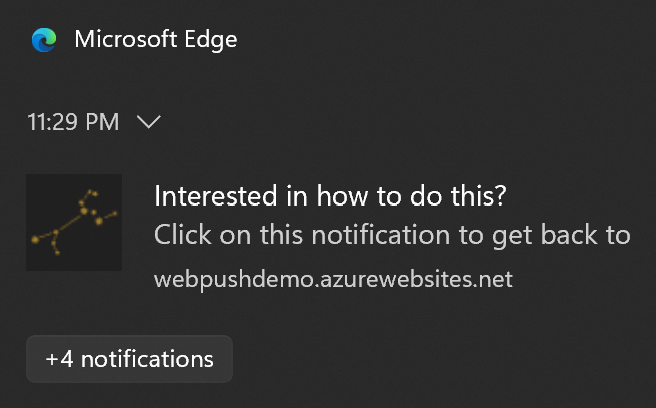 Microsoft Edge
11:29 PM
Interested in how to do this?
Click on this notification to get back to
webpushdemo.azurewebsites.net
+4 notifications